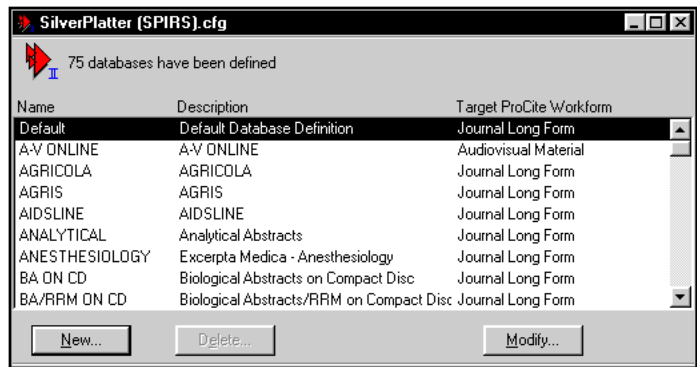 SilverPlatter (SPIRS).cfg
II 75 databases have been defined
Name Description Target ProCite Workform
Default Default Database Definition Journal Long Form
A-V ONLINE A-V ONLINE Audiovisual Material
AGRICOLA AGRICOLA Journal Long Form
AGRIS AGRIS Journal Long Form
AIDSLINE AIDSLINE Journal Long Form
ANALYTICAL Analytical Abstracts Journal Long Form
ANESTHESIOLOGY Excerpta Medica - Anesthesiology Journal Long Form
BA ON CD Biological Abstracts on Compact Disc Journal Long Form
BA/RRM ON CD Biological Abstracts/RRM on Compact Disc Journal Long Form
New... Delete... Modify...